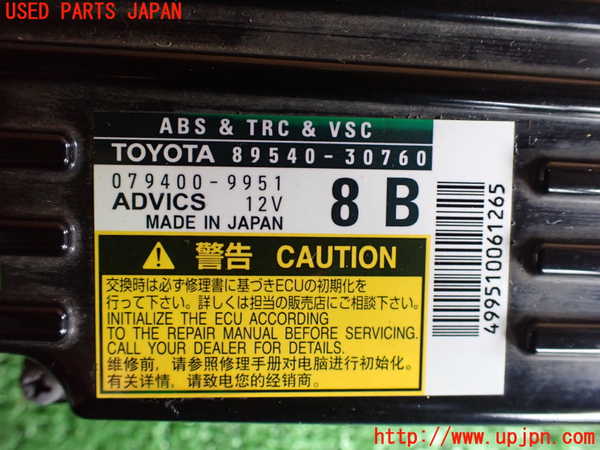 USED PARTS JAPAN
ABS & TRC & VSC
TOYOTA 89540-30760
079400-9951
ADVICS 12V 8B
MADE IN JAPAN
499510061265
警告 CAUTION
交換時は必ず修理書に基づきECUの初期化を
行って下さい。詳しくは担当の販売店にご相談下さい。
INITIALIZE THE ECU ACCORDING
TO THE REPAIR MANUAL BEFORE SERVICING.
CALL YOUR DEALER FOR DETAILS.
维修前，请参照修理手册对电脑进行初始化。
有关详情，请致电您的经销商。
http://www.upjpn.com/